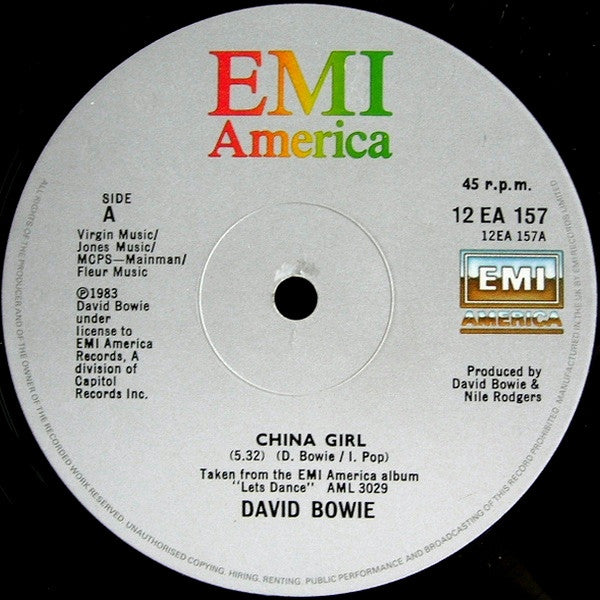 EMI
America
SIDE
A
45 r.p.m.
12 EA 157
12EA 157A
Virgin Music/
Jones Music/
MCPS—Mainman/
Fleur Music
℗1983
David Bowie
under
license to
EMI America
Records, A
division of
Capitol
Records Inc.
EMI
AMERICA
Produced by
David Bowie &
Nile Rodgers
CHINA GIRL
(5.32) (D. Bowie / I. Pop)
Taken from the EMI America album
"Lets Dance" AML 3029
DAVID BOWIE
ALL RIGHTS OF THE PRODUCER AND OF THE OWNER OF THE RECORDED WORK RESERVED. UNAUTHORISED COPYING, HIRING, RENTING, PUBLIC PERFORMANCE AND BROADCASTING OF THIS RECORD PROHIBITED. MANUFACTURED IN THE UK BY EMI RECORDS LIMITED